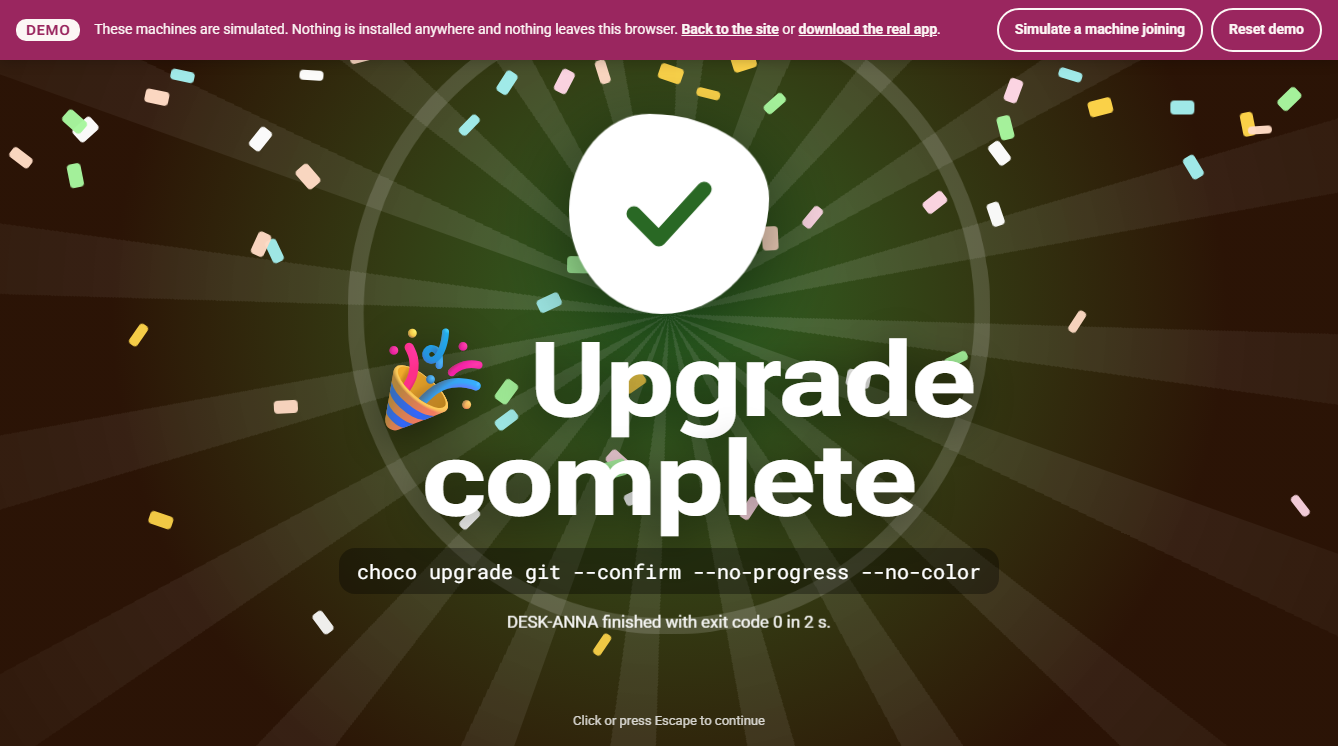 DEMO These machines are simulated. Nothing is installed anywhere and nothing leaves this browser. Back to the site or download the real app. Simulate a machine joining Reset demo
Upgrade
complete
choco upgrade git --confirm --no-progress --no-color
DESK-ANNA finished with exit code 0 in 2 s.
Click or press Escape to continue